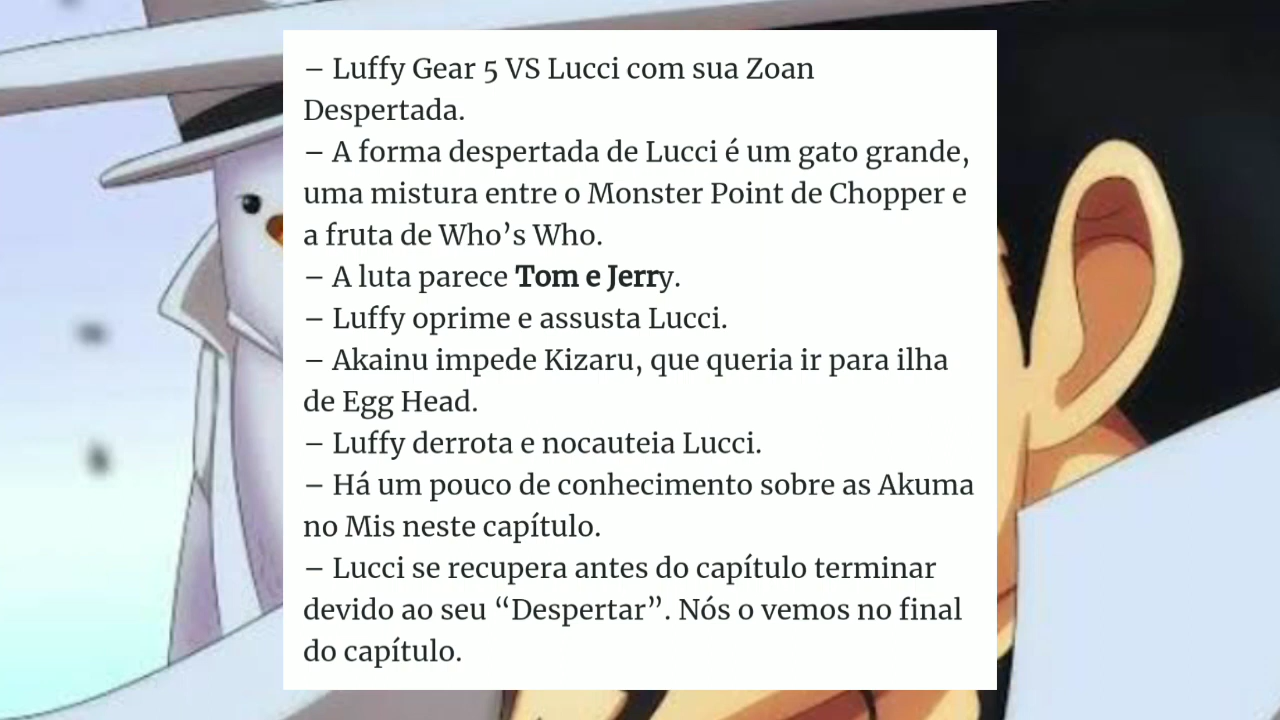 – Luffy Gear 5 VS Lucci com sua Zoan
Despertada.
– A forma despertada de Lucci é um gato grande,
uma mistura entre o Monster Point de Chopper e
a fruta de Who’s Who.
– A luta parece Tom e Jerry.
– Luffy oprime e assusta Lucci.
– Akainu impede Kizaru, que queria ir para ilha
de Egg Head.
– Luffy derrota e nocauteia Lucci.
– Há um pouco de conhecimento sobre as Akuma
no Mis neste capítulo.
– Lucci se recupera antes do capítulo terminar
devido ao seu “Despertar”. Nós o vemos no final
do capítulo.